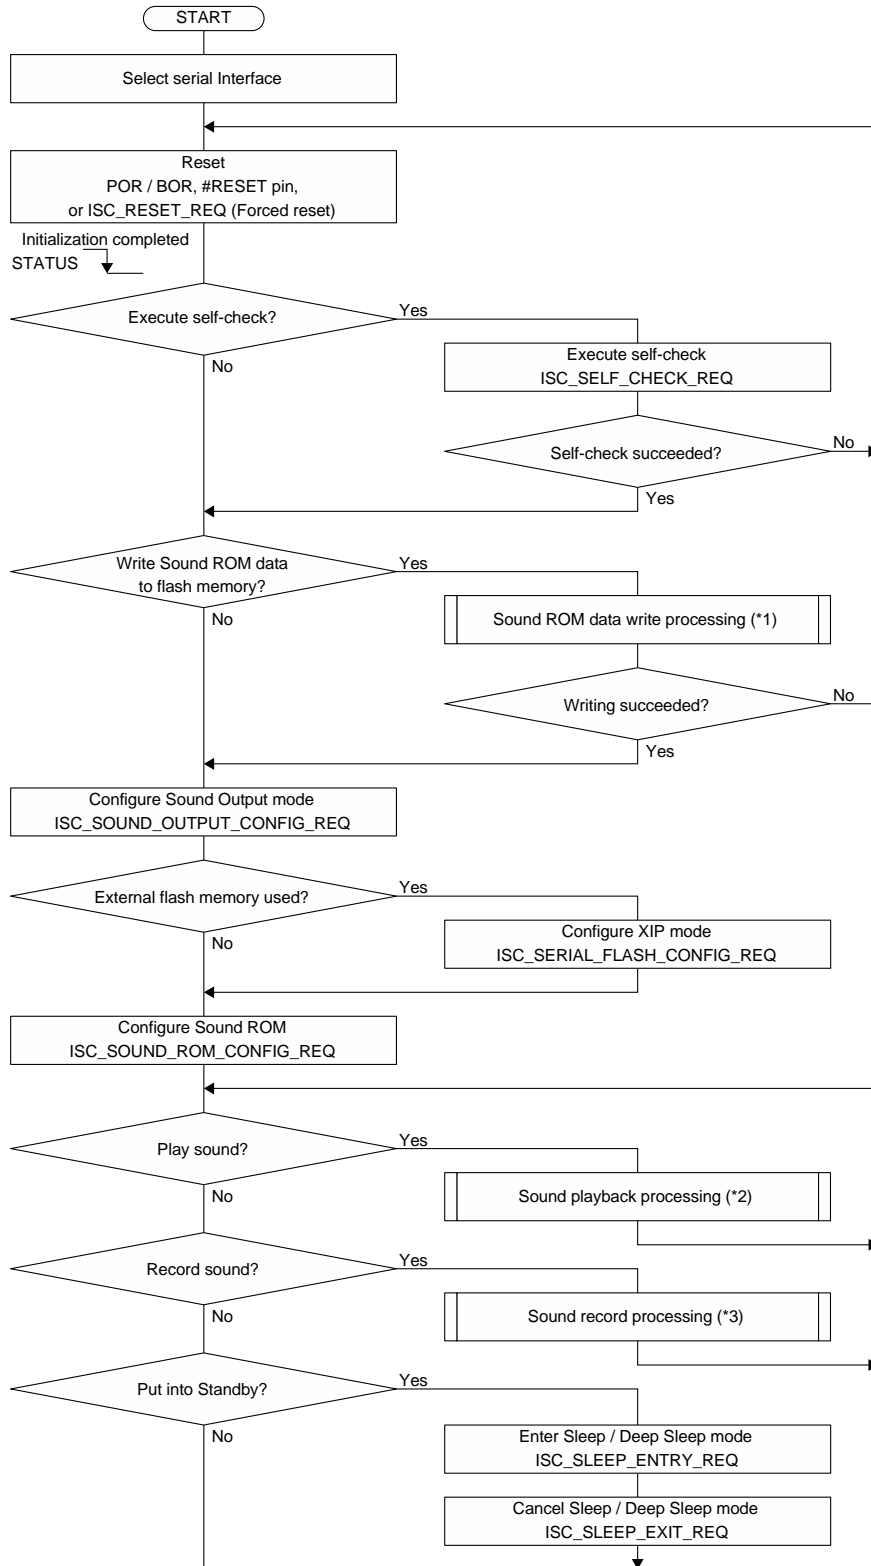 START
Select serial Interface
Reset
POR / BOR, #RESET pin,
or ISC_RESET_REQ (Forced reset)
Initialization completed
STATUS
Execute self-check?
Yes
No
Execute self-check
ISC_SELF_CHECK_REQ
Self-check succeeded?
No
Yes
Write Sound ROM data
to flash memory?
Yes
No
Sound ROM data write processing (*1)
Writing succeeded?
No
Yes
Configure Sound Output mode
ISC_SOUND_OUTPUT_CONFIG_REQ
External flash memory used?
Yes
No
Configure XIP mode
ISC_SERIAL_FLASH_CONFIG_REQ
Configure Sound ROM
ISC_SOUND_ROM_CONFIG_REQ
Play sound?
Yes
No
Sound playback processing (*2)
Record sound?
Yes
No
Sound record processing (*3)
Put into Standby?
Yes
No
Enter Sleep / Deep Sleep mode
ISC_SLEEP_ENTRY_REQ
Cancel Sleep / Deep Sleep mode
ISC_SLEEP_EXIT_REQ